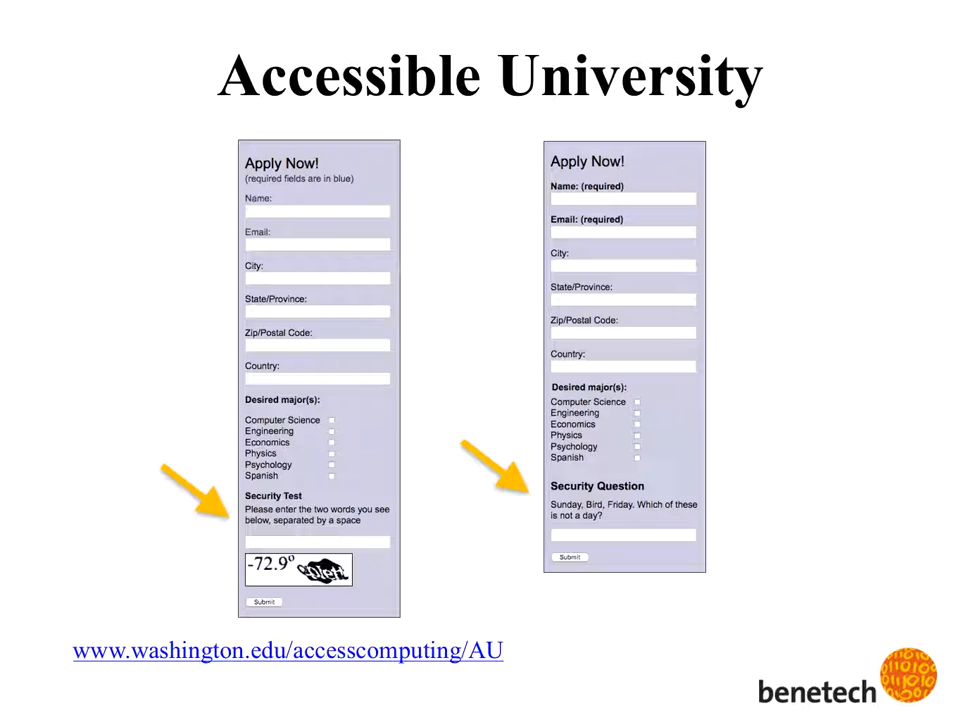 Accessible University
Apply Now!
(required fields are in blue)
Name:
Email:
City:
State/Province:
Zip/Postal Code:
Country:
Desired major(s):
Computer Science
Engineering
Economics
Physics
Psychology
Spanish
Security Test
Please enter the two words you see
below, separated by a space
-72.9º
Submit
Apply Now!
Name: (required)
Email: (required)
City:
State/Province:
Zip/Postal Code:
Country:
Desired major(s):
Computer Science
Engineering
Economics
Physics
Psychology
Spanish
Security Question
Sunday, Bird, Friday. Which of these
is not a day?
Submit
www.washington.edu/accesscomputing/AU
benetech